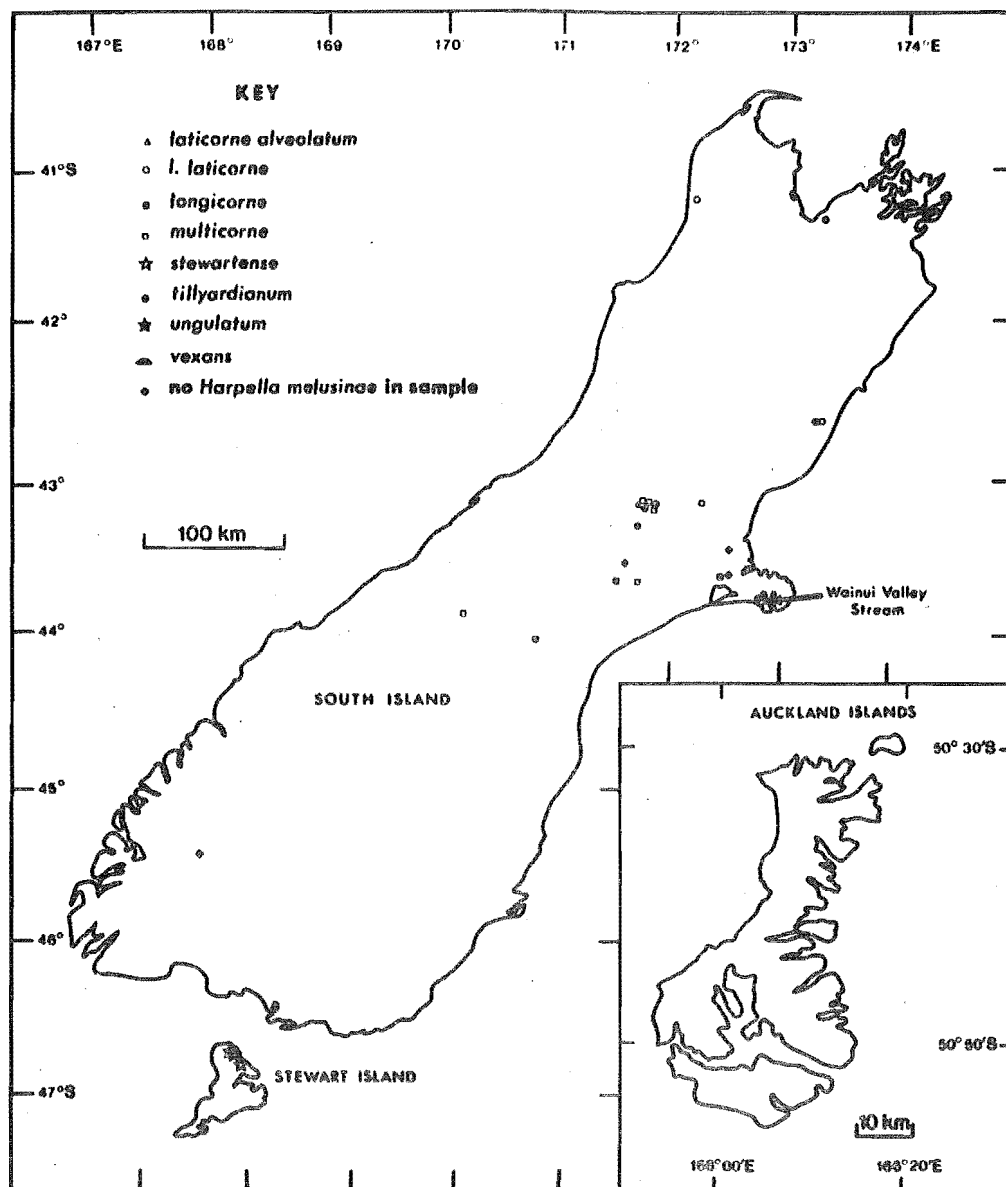 167°E 168° 169 170 171 172° 173° 174°E
KEY
laticorne alveolatum
l. laticorne
longicorne
multicorne
stewartense
tillyardianum
ungulatum
vexans
no Harpella melusinae in sample
41°S
42°
43°
100 km
44°
Wainui Valley
Stream
SOUTH ISLAND
AUCKLAND ISLANDS
50° 30'S
45°
46°
STEWART ISLAND
47°S
10 km